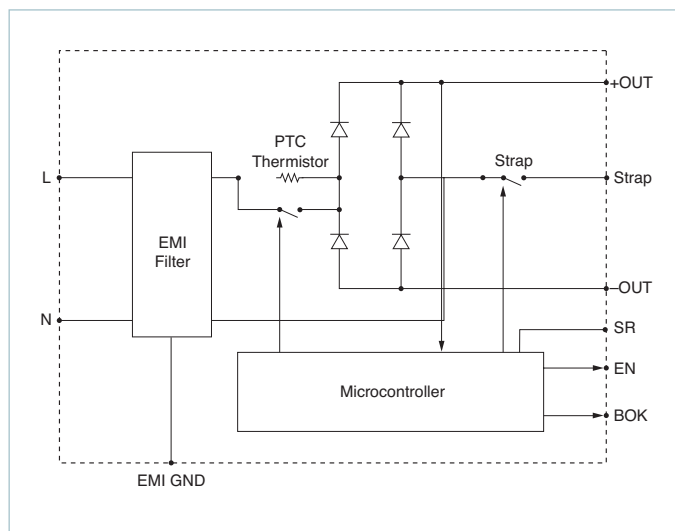 +OUT
PTC
Thermistor
Strap
L
Strap
EMI
Filter
–OUT
N
SR
EN
Microcontroller
BOK
EMI GND